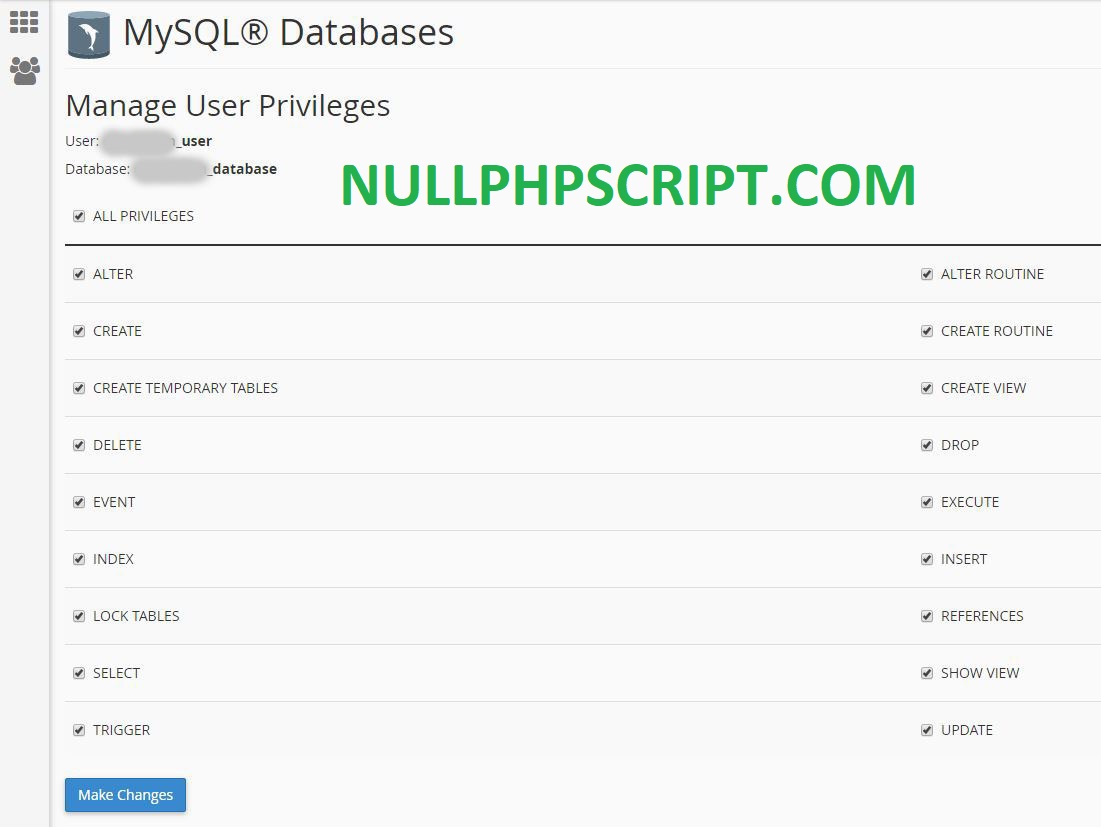 MySQL® Databases
Manage User Privileges
User: _user
Database: _database
NULLPHPSCRIPT.COM
ALL PRIVILEGES
ALTER
ALTER ROUTINE
CREATE
CREATE ROUTINE
CREATE TEMPORARY TABLES
CREATE VIEW
DELETE
DROP
EVENT
EXECUTE
INDEX
INSERT
LOCK TABLES
REFERENCES
SELECT
SHOW VIEW
TRIGGER
UPDATE
Make Changes